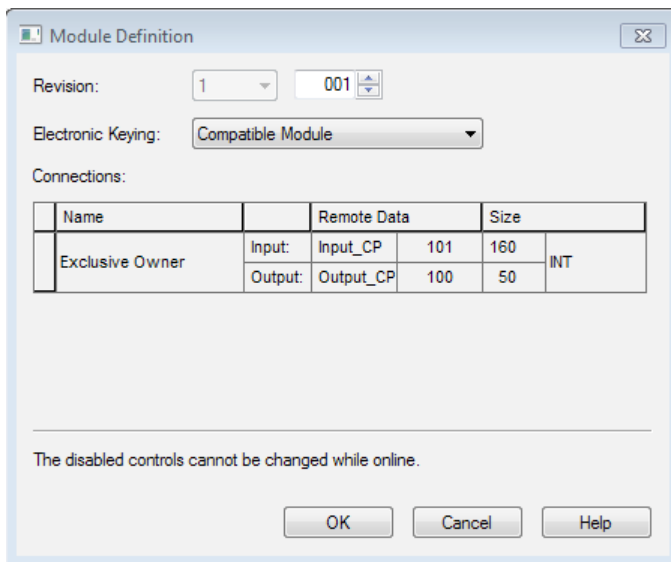 Module Definition
Revision: 1 001
Electronic Keying: Compatible Module
Connections:
Name Remote Data Size
Exclusive Owner Input: Input_CP 101 160 INT
Output: Output_CP 100 50
The disabled controls cannot be changed while online.
OK Cancel Help